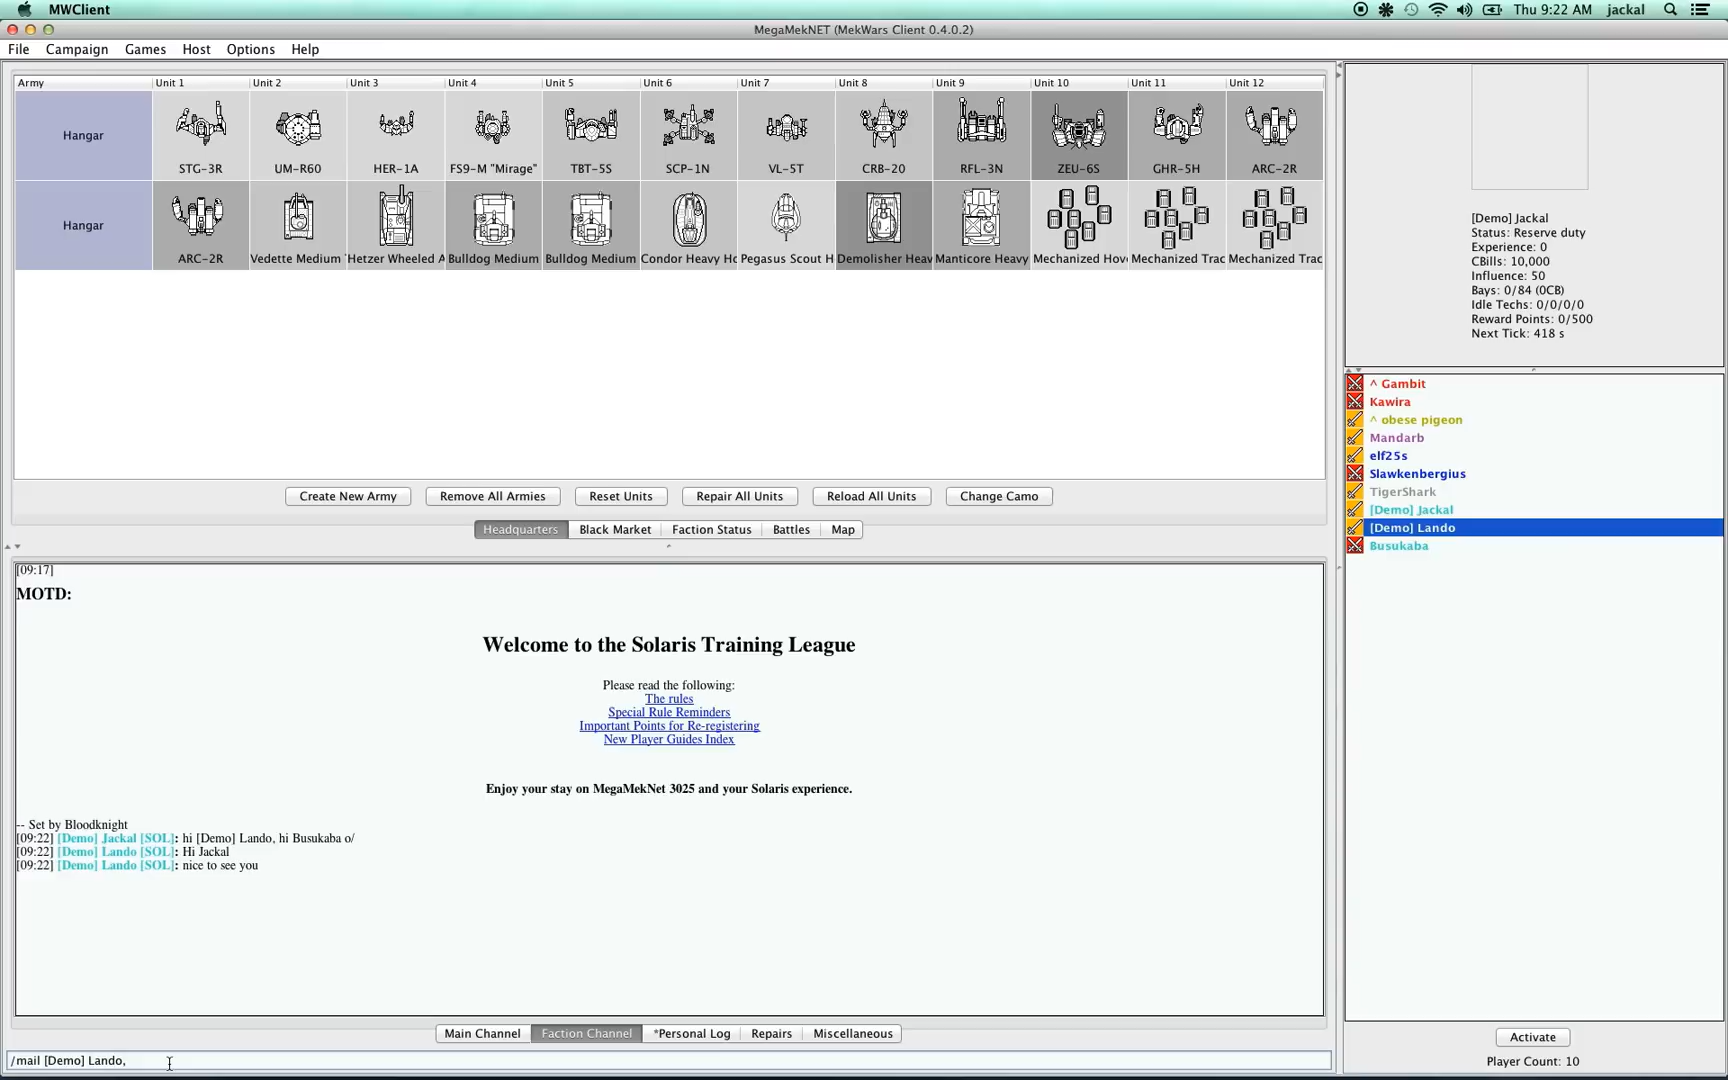 MWClient
Thu 9:22 AM jackal
MegaMekNET (MekWars Client 0.4.0.2)
File Campaign Games Host Options Help
Army Unit 1 Unit 2 Unit 3 Unit 4 Unit 5 Unit 6 Unit 7 Unit 8 Unit 9 Unit 10 Unit 11 Unit 12
Hangar
STG-3R UM-R60 HER-1A FS9-M "Mirage" TBT-5S SCP-1N VL-5T CRB-20 RFL-3N ZEU-6S GHR-5H ARC-2R
Hangar
ARC-2R Vedette Medium Hetzer Wheeled A Bulldog Medium Bulldog Medium Condor Heavy Ho Pegasus Scout H Demolisher Heav Manticore Heavy Mechanized Hov Mechanized Trac Mechanized Trac
Create New Army Remove All Armies Reset Units Repair All Units Reload All Units Change Camo
Headquarters Black Market Faction Status Battles Map
[09:17]
MOTD:
Welcome to the Solaris Training League
Please read the following:
The rules
Special Rule Reminders
Important Points for Re-registering
New Player Guides Index
Enjoy your stay on MegaMekNet 3025 and your Solaris experience.
-- Set by Bloodknight
[09:22] [Demo] Jackal [SOL]: hi [Demo] Lando, hi Busukaba o/
[09:22] [Demo] Lando [SOL]: Hi Jackal
[09:22] [Demo] Lando [SOL]: nice to see you
Main Channel Faction Channel *Personal Log Repairs Miscellaneous
/mail [Demo] Lando,
[Demo] Jackal
Status: Reserve duty
Experience: 0
CBills: 10,000
Influence: 50
Bays: 0/84 (0CB)
Idle Techs: 0/0/0/0
Reward Points: 0/500
Next Tick: 418 s
^ Gambit
Kawira
^ obese pigeon
Mandarb
elf25s
Slawkenbergius
TigerShark
[Demo] Jackal
[Demo] Lando
Busukaba
Activate
Player Count: 10